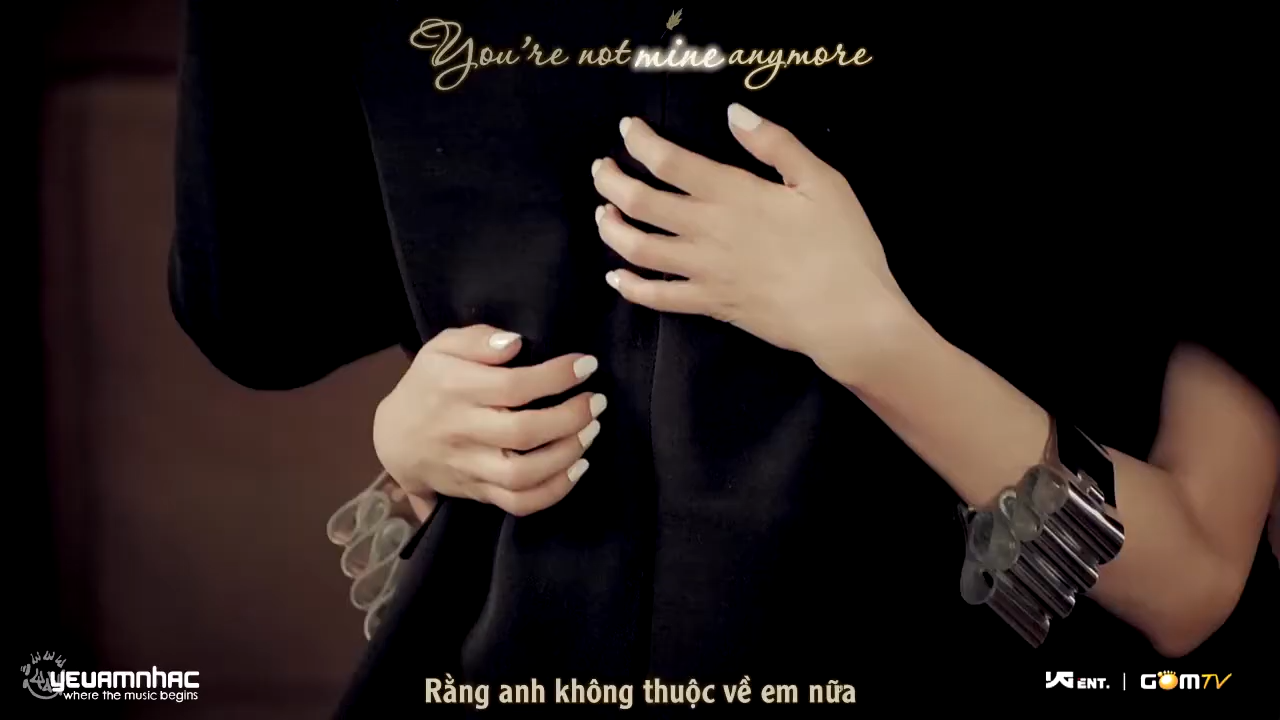 You're not mine anymore
YEUAMNHAC
where the music begins
Rằng anh không thuộc về em nữa
YG ENT. | GOMTV